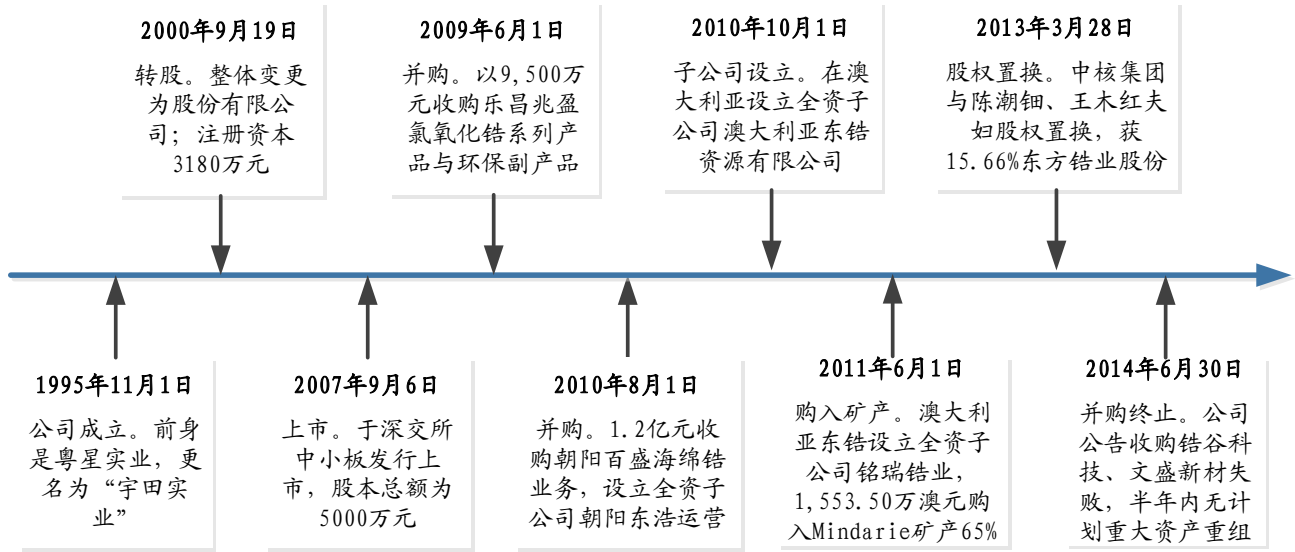 2000年9月19日
转股。整体变更
为股份有限公
司；注册资本
3180万元
2009年6月1日
并购。以9,500万
元收购乐昌兆盈
氯氧化锆系列产
品与环保副产品
2010年10月1日
子公司设立。在澳
大利亚设立全资子
公司澳大利亚东锆
资源有限公司
2013年3月28日
股权置换。中核集团
与陈潮钿、王木红夫
妇股权置换，获
15.66%东方锆业股份
1995年11月1日
公司成立。前身
是粤星实业，更
名为“宇田实
业”
2007年9月6日
上市。于深交所
中小板发行上
市，股本总额为
5000万元
2010年8月1日
并购。1.2亿元收
购朝阳百盛海绵锆
业务，设立全资子
公司朝阳东浩运营
2011年6月1日
购入矿产。澳大利
亚东锆设立全资子
公司铭瑞锆业，
1,553.50万澳元购
入Mindarie矿产65%
2014年6月30日
并购终止。公司
公告收购锆谷科
技、文盛新材失
败，半年内无计
划重大资产重组